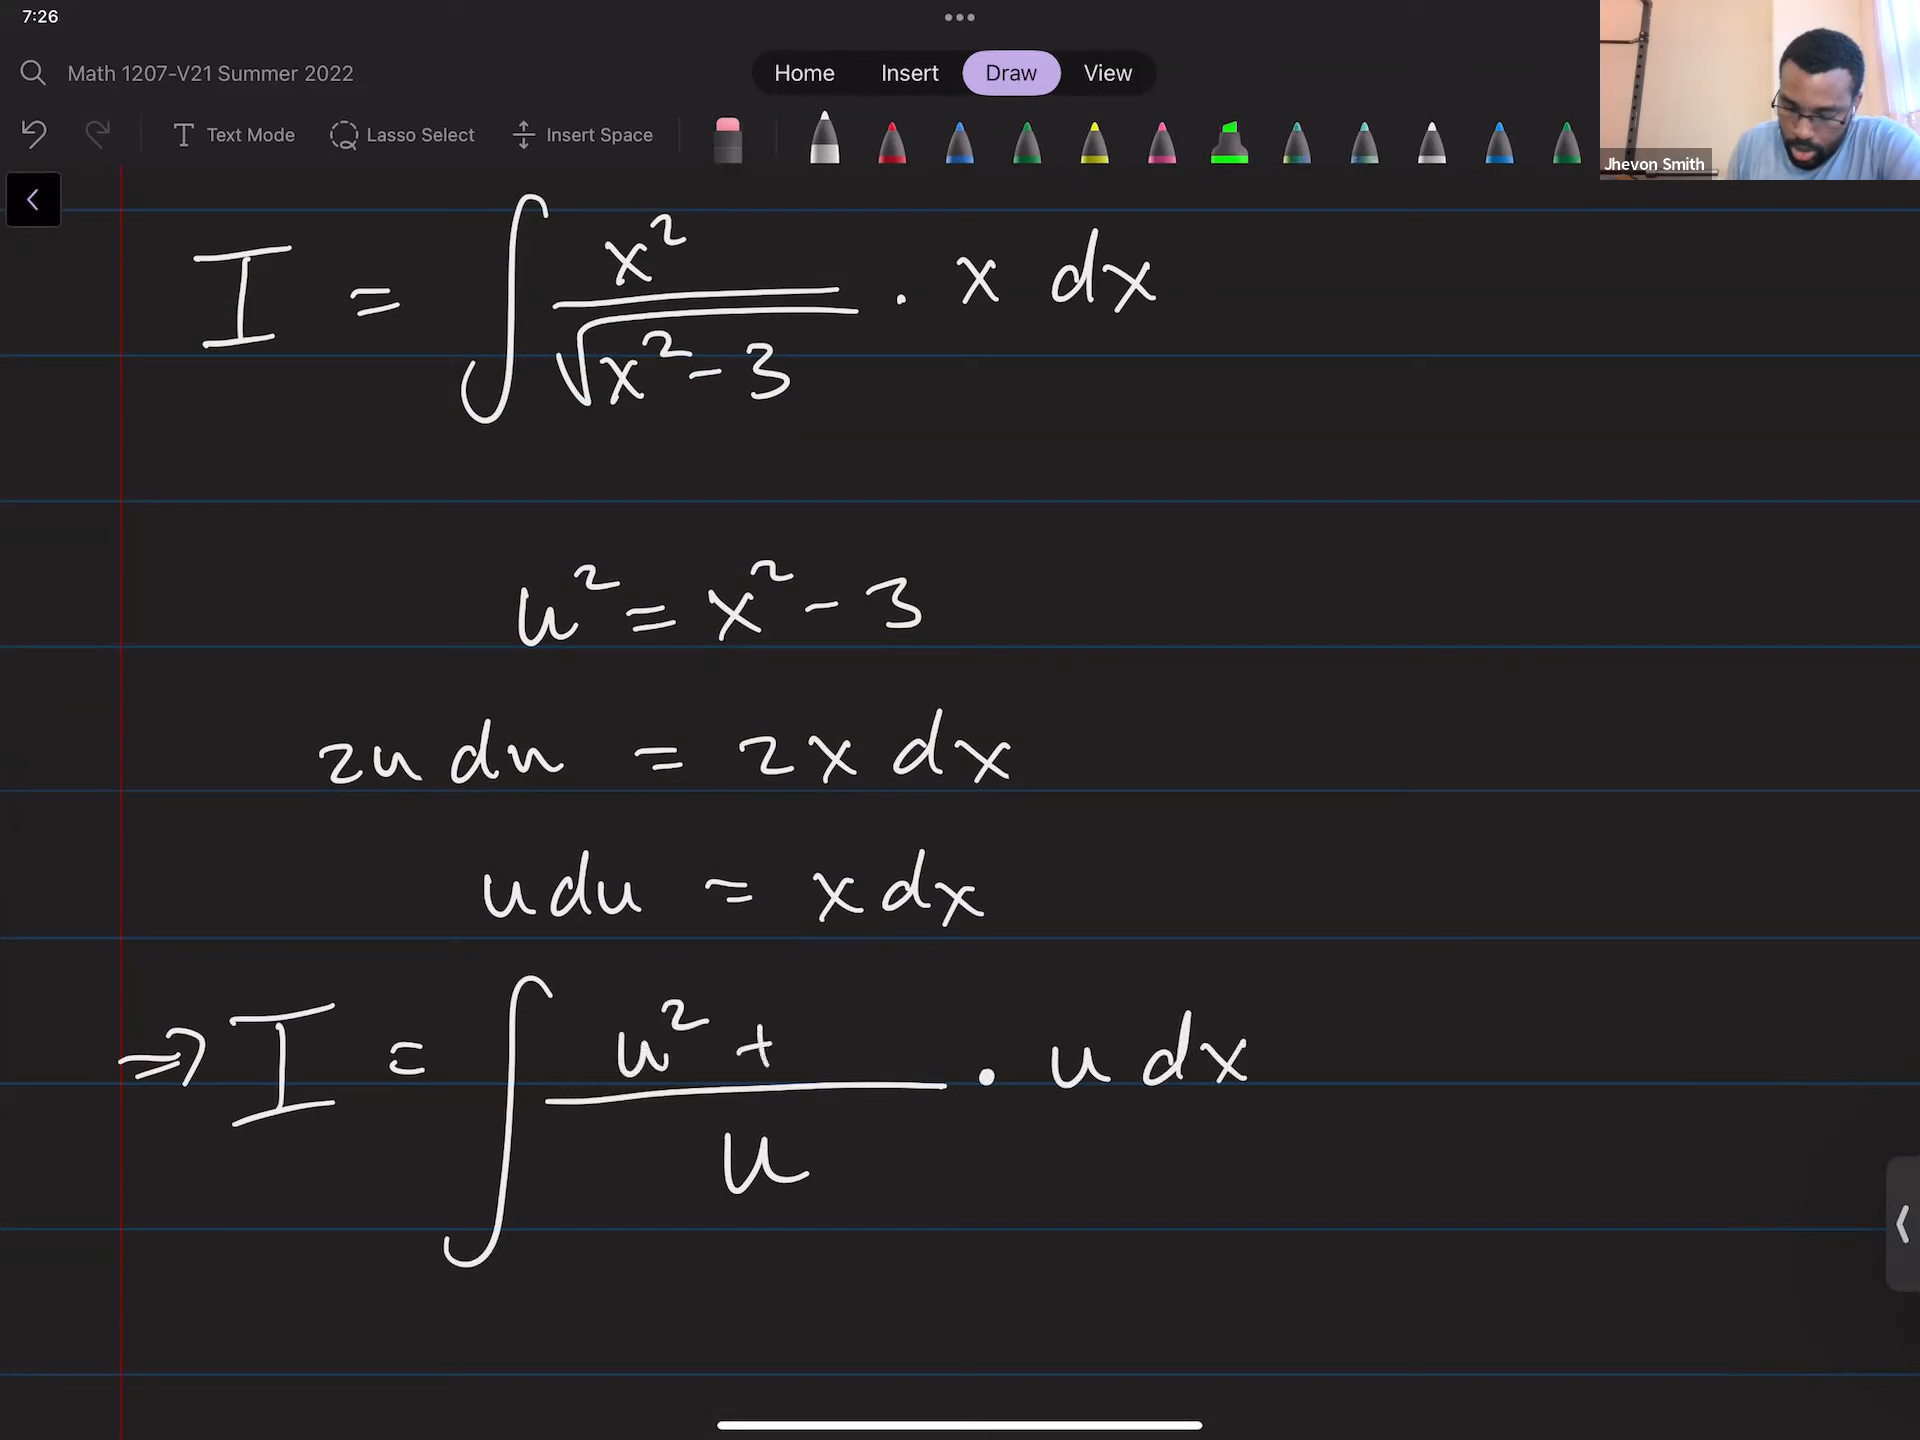 7:26
Math 1207-V21 Summer 2022
Home Insert Draw View
Text Mode Lasso Select Insert Space
Jhevon Smith
I = ∫ x² / √(x² - 3) · x dx
u² = x² - 3
2u du = 2x dx
u du = x dx
⇒ I = ∫ (u² +) / u · u dx